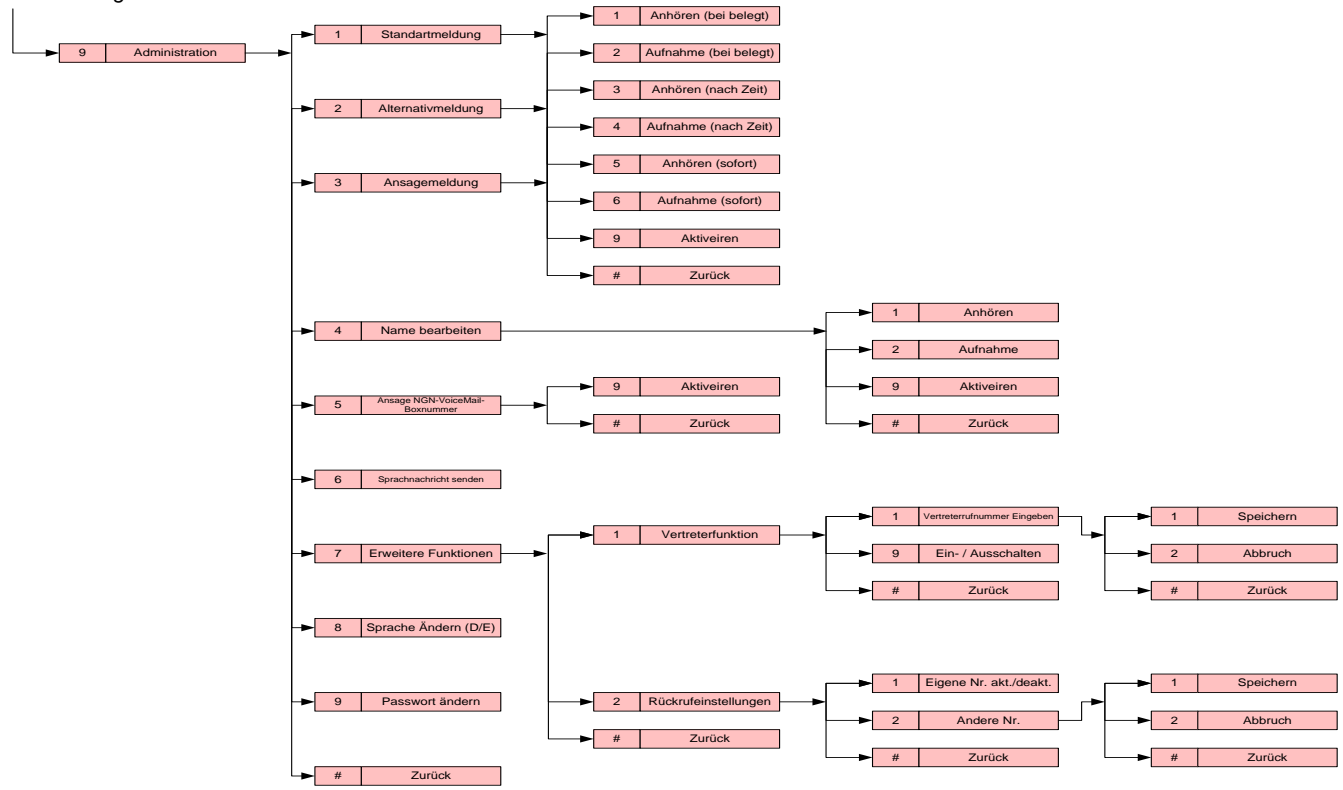 9 Administration
1 Standartmeldung
2 Alternativmeldung
3 Ansagemeldung
1 Anhören (bei belegt)
2 Aufnahme (bei belegt)
3 Anhören (nach Zeit)
4 Aufnahme (nach Zeit)
5 Anhören (sofort)
6 Aufnahme (sofort)
9 Aktiveiren
# Zurück
4 Name bearbeiten
1 Anhören
2 Aufnahme
9 Aktiveiren
# Zurück
5 Ansage NGN-VoiceMail-
Boxnummer
9 Aktiveiren
# Zurück
6 Sprachnachricht senden
7 Erweitere Funktionen
1 Vertreterfunktion
1 Vertreterrufnummer Eingeben
1 Speichern
2 Abbruch
# Zurück
9 Ein- / Ausschalten
# Zurück
2 Rückrufeinstellungen
1 Eigene Nr. akt./deakt.
2 Andere Nr.
1 Speichern
2 Abbruch
# Zurück
# Zurück
# Zurück
8 Sprache Ändern (D/E)
9 Passwort ändern
# Zurück